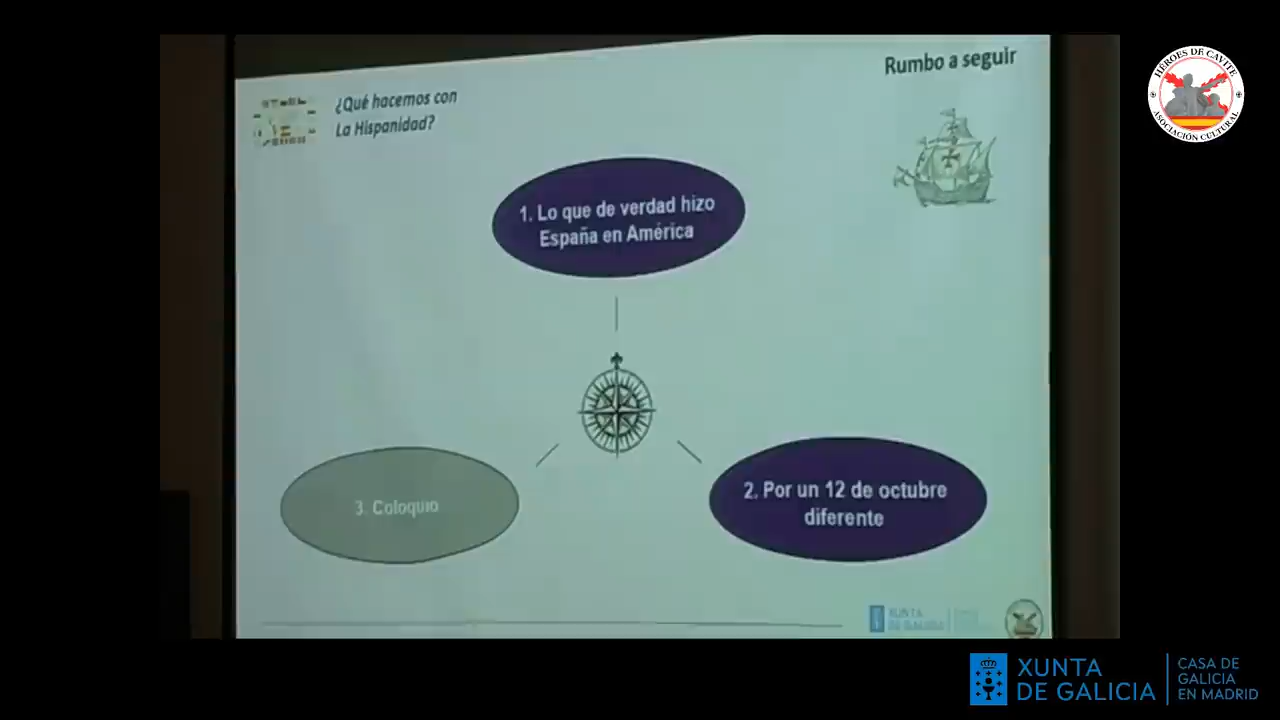 Rumbo a seguir
¿Qué hacemos con
La Hispanidad?
1. Lo que de verdad hizo
España en América
2. Por un 12 de octubre
diferente
3. Coloquio
XUNTA
DE GALICIA
HÉROES DE CAVITE
ASOCIACIÓN CULTURAL
XUNTA
DE GALICIA
CASA DE
GALICIA
EN MADRID